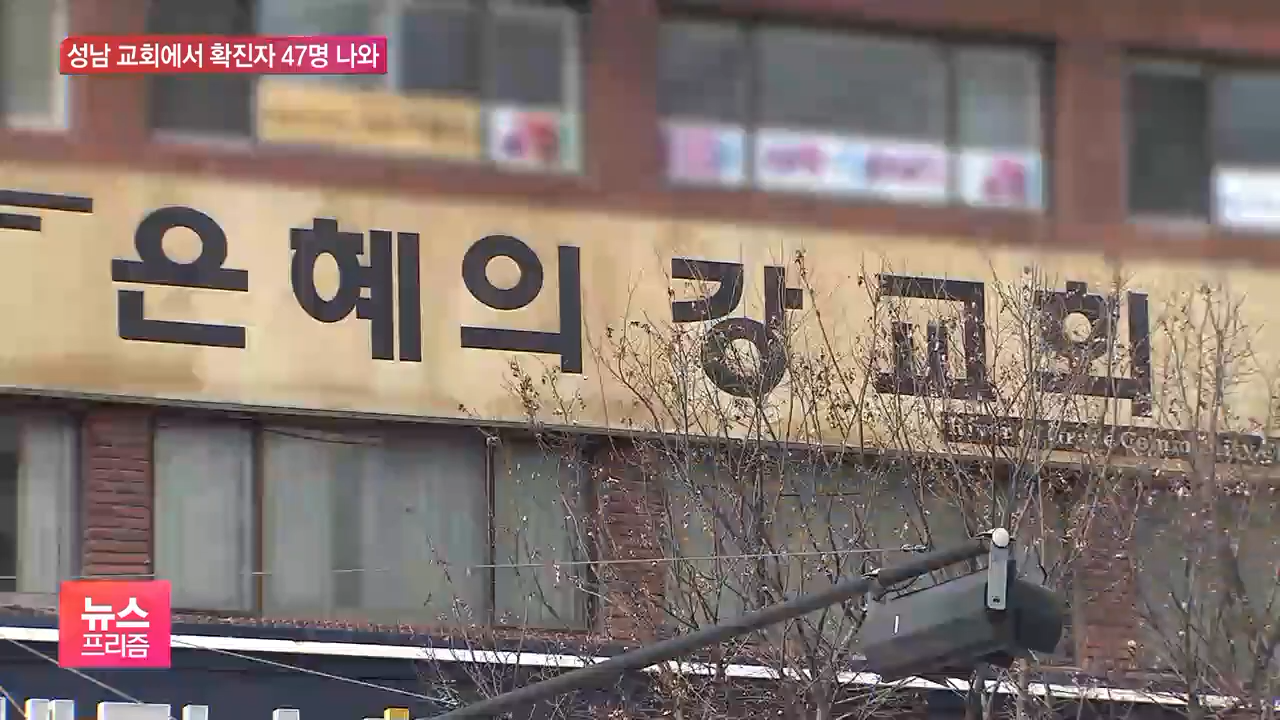 성남 교회에서 확진자 47명 나와
은혜의 강 교회
뉴스
프리즘